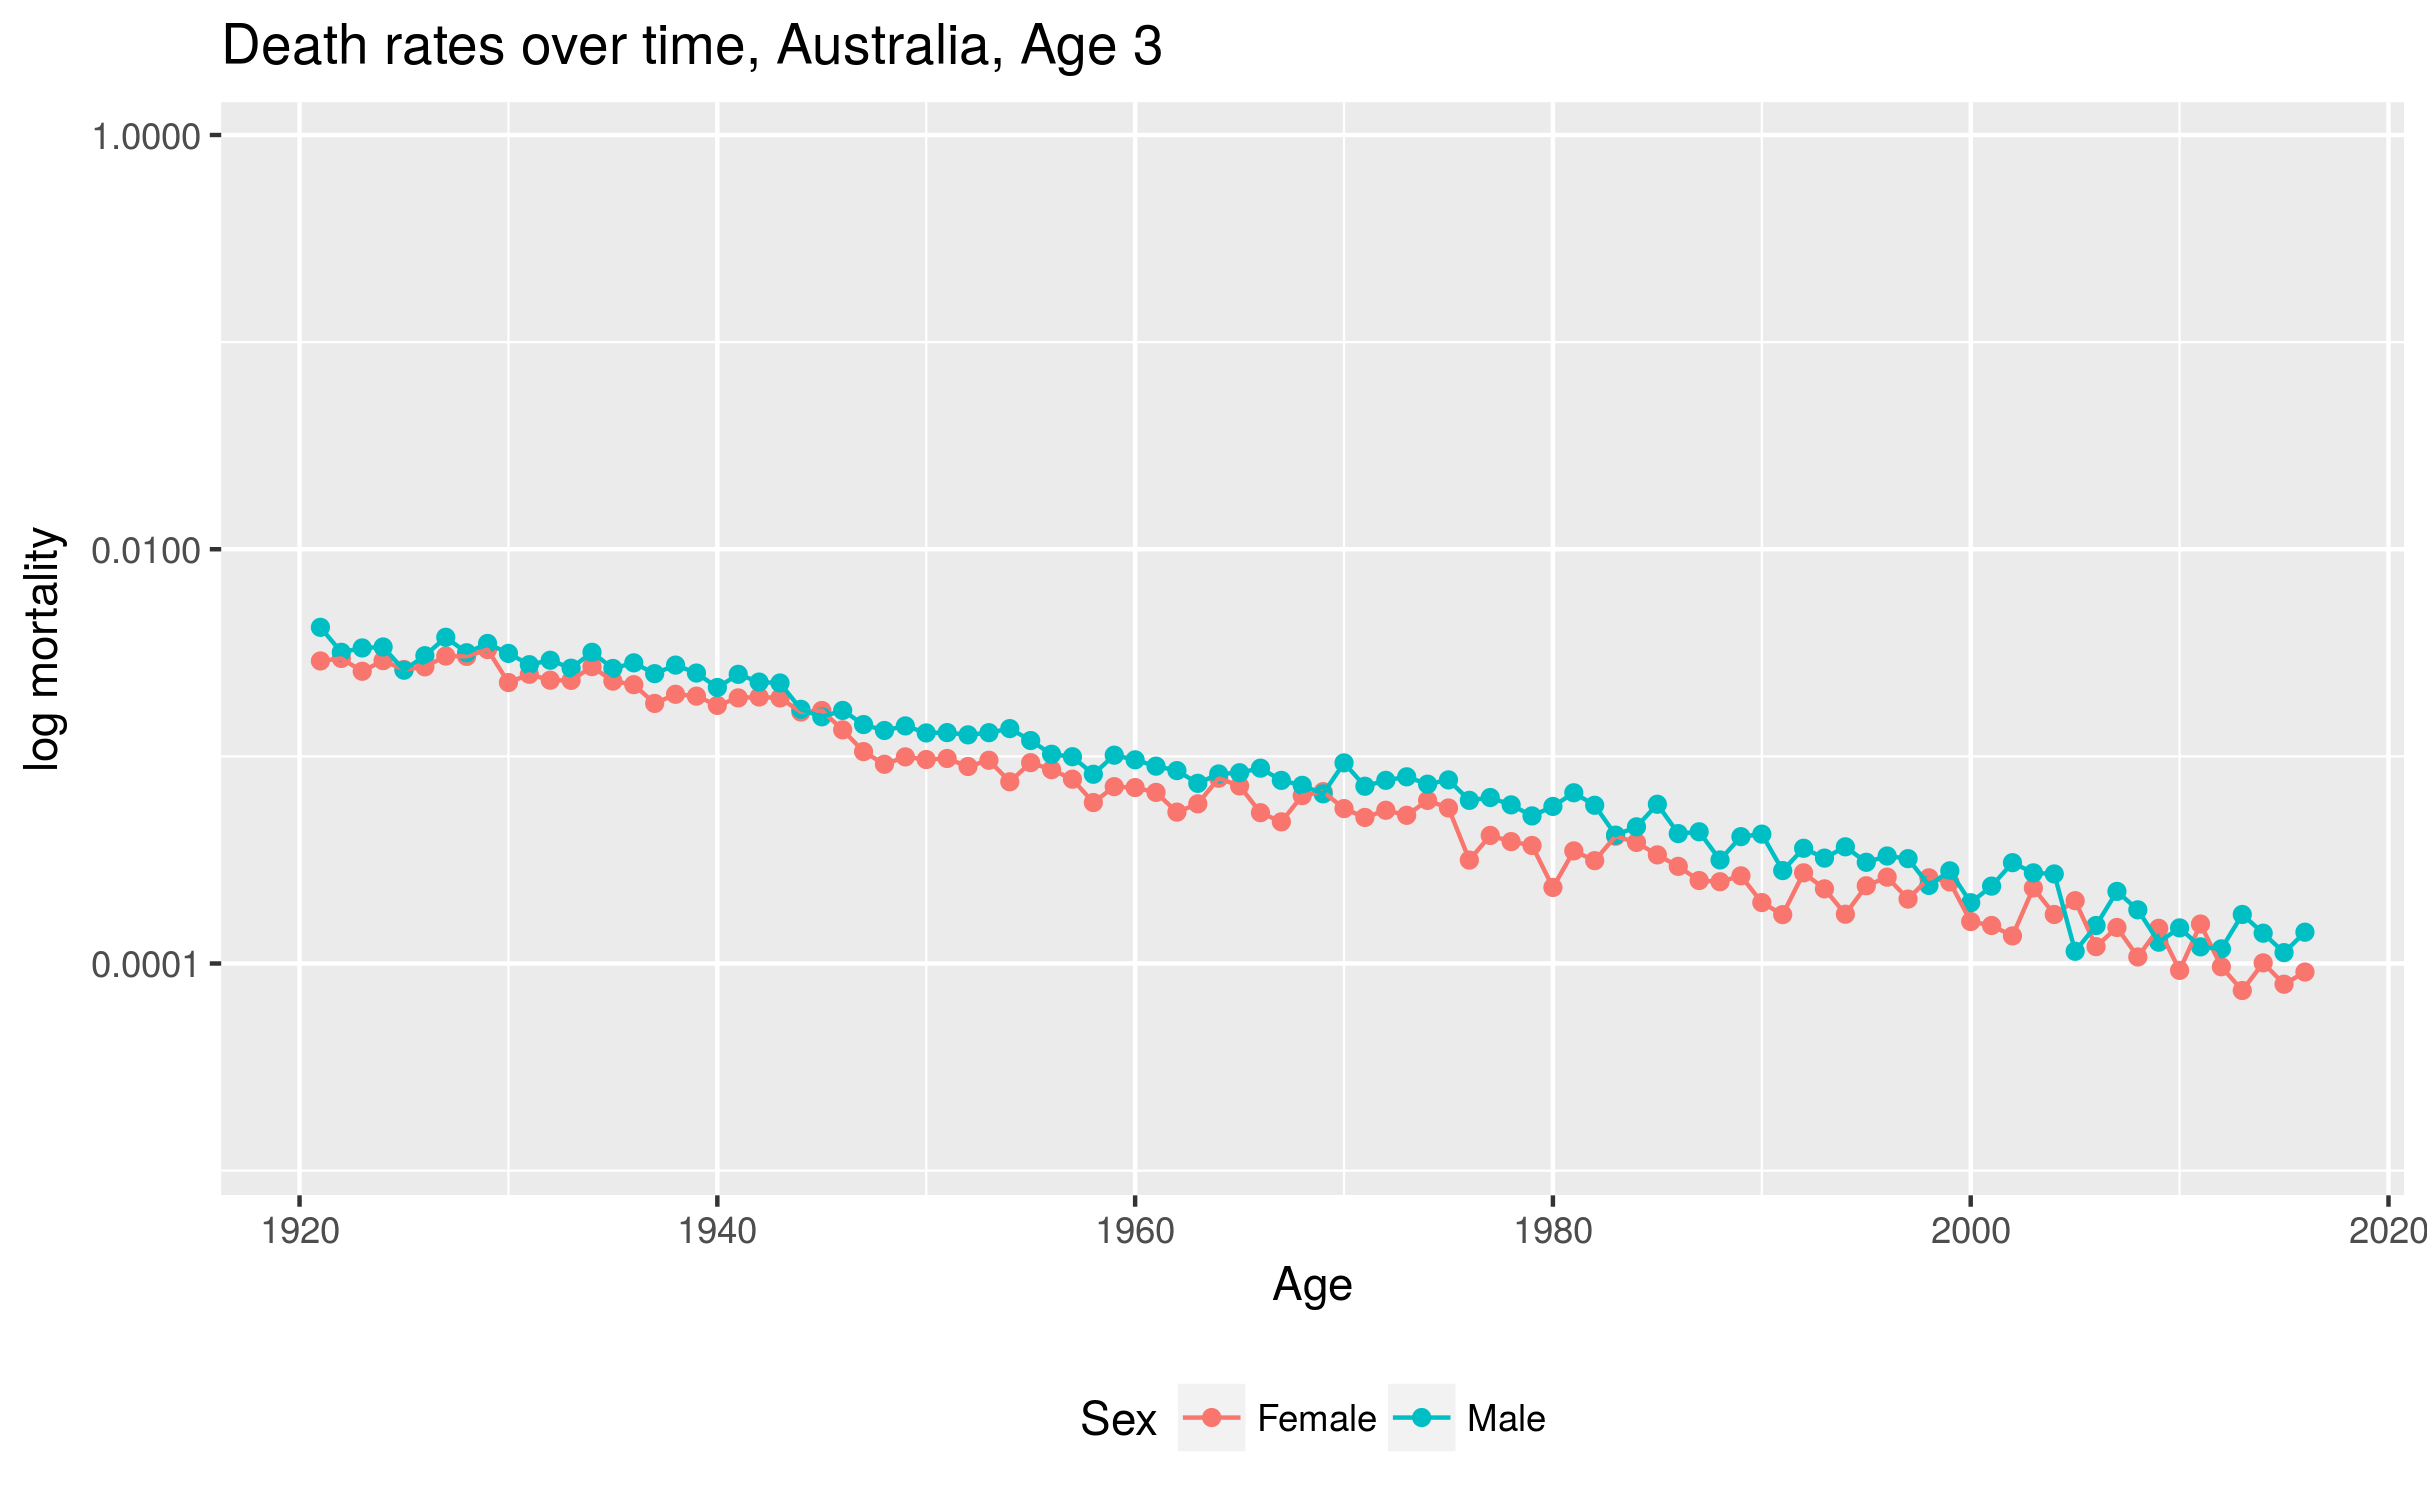 Death rates over time, Australia, Age 3
log mortality
1.0000
0.0100
0.0001
1920 1940 1960 1980 2000 2020
Age
Sex Female Male